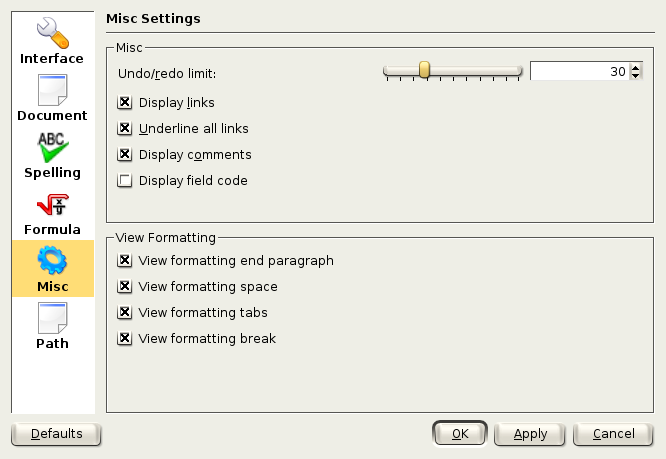 Misc Settings
Interface
Document
ABC
Spelling
Formula
Misc
Path
Misc
Undo/redo limit:
30
Display links
Underline all links
Display comments
Display field code
View Formatting
View formatting end paragraph
View formatting space
View formatting tabs
View formatting break
Defaults
OK
Apply
Cancel